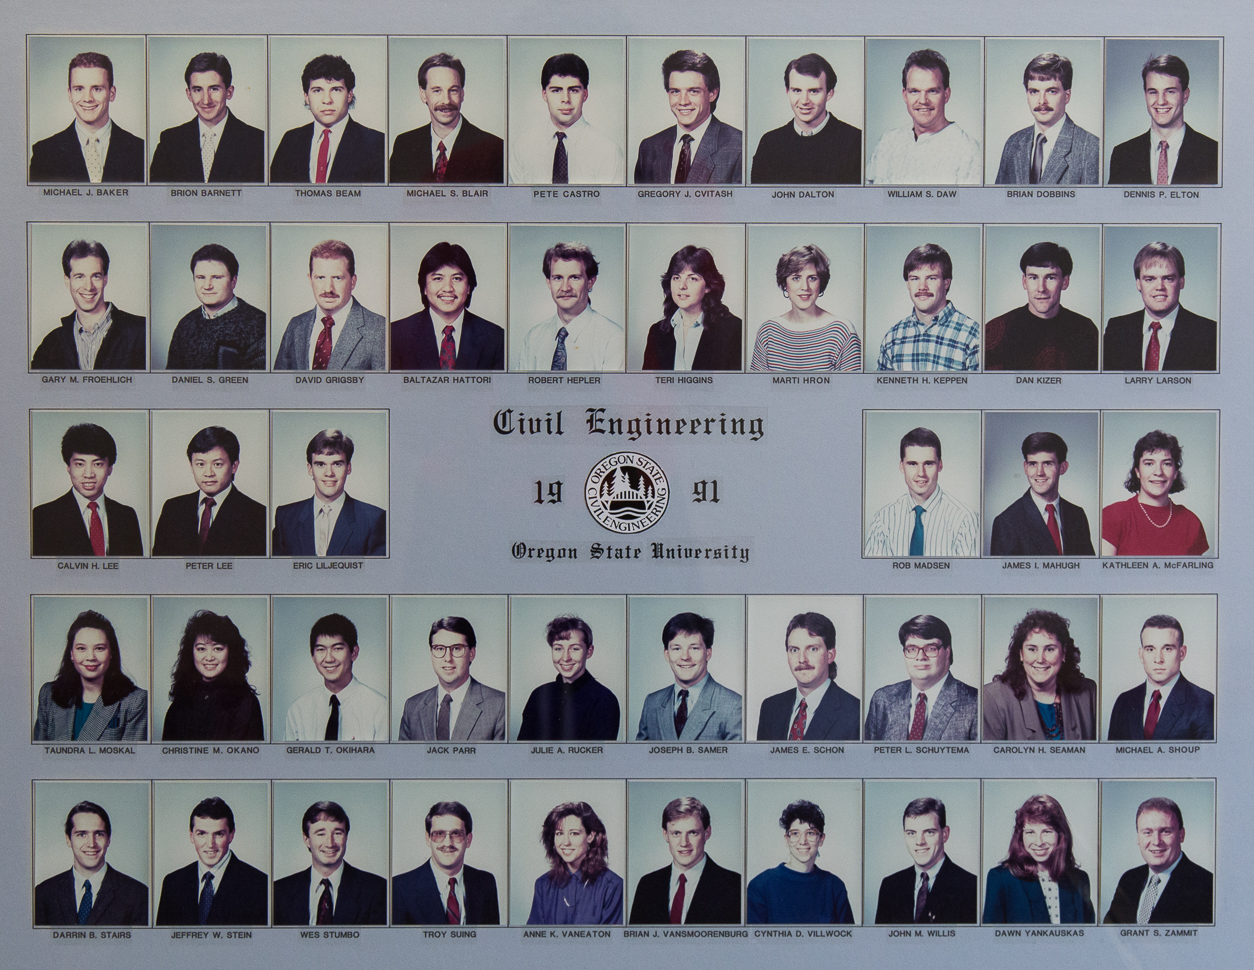 MICHAEL J. BAKER
BRION BARNETT
THOMAS BEAM
MICHAEL S. BLAIR
PETE CASTRO
GREGORY J. CVITASH
JOHN DALTON
WILLIAM S. DAW
BRIAN DOBBINS
DENNIS P. ELTON
GARY M. FROEHLICH
DANIEL S. GREEN
DAVID GRIGSBY
BALTAZAR HATTORI
ROBERT HEPLER
TERI HIGGINS
MARTI HRON
KENNETH H. KEPPEN
DAN KIZER
LARRY LARSON
Civil Engineering
19 91
OREGON STATE
CIVIL ENGINEERING
Oregon State University
CALVIN H. LEE
PETER LEE
ERIC LILJEQUIST
ROB MADSEN
JAMES I. MAHUGH
KATHLEEN A. McFARLING
TAUNDRA L. MOSKAL
CHRISTINE M. OKANO
GERALD T. OKIHARA
JACK PARR
JULIE A. RUCKER
JOSEPH B. SAMER
JAMES E. SCHON
PETER L. SCHUYTEMA
CAROLYN H. SEAMAN
MICHAEL A. SHOUP
DARRIN B. STAIRS
JEFFREY W. STEIN
WES STUMBO
TROY SUING
ANNE K. VANEATON
BRIAN J. VANSMOORENBURG
CYNTHIA D. VILLWOCK
JOHN M. WILLIS
DAWN YANKAUSKAS
GRANT S. ZAMMIT